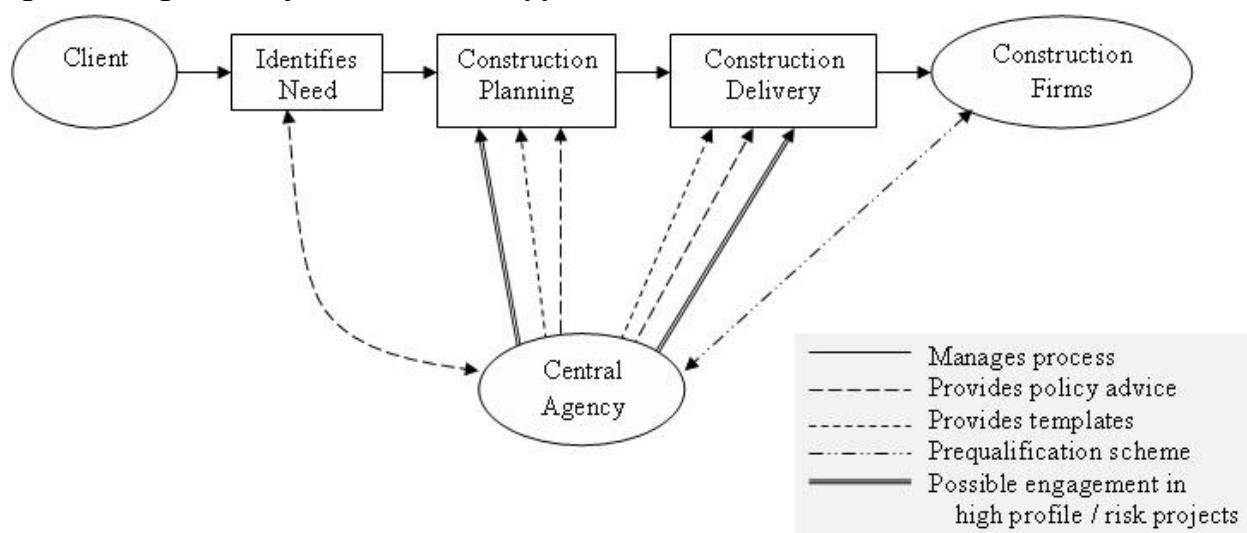 Client
Identifies
Need
Construction
Planning
Construction
Delivery
Construction
Firms
Central
Agency
Manages process
Provides policy advice
Provides templates
Prequalification scheme
Possible engagement in
high profile / risk projects